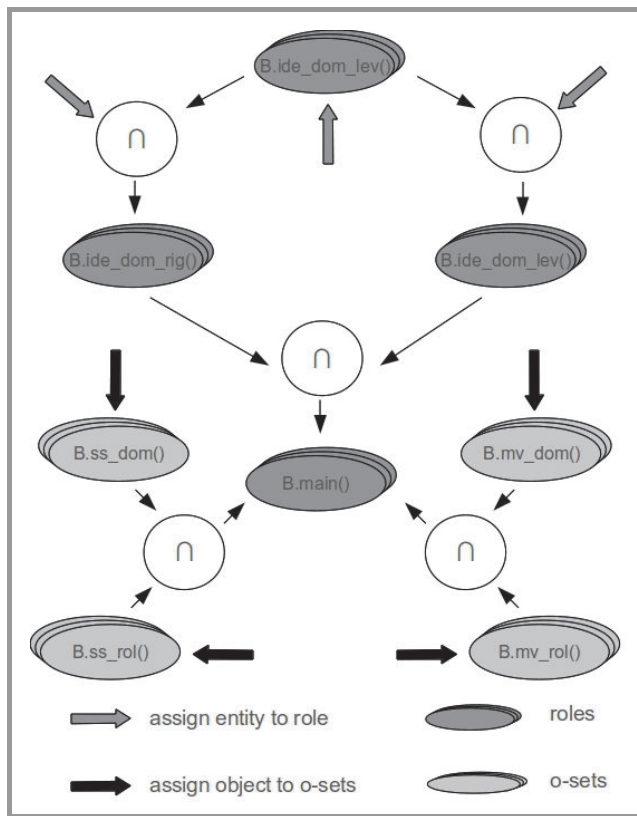 B.ide_dom_lev()
∩ ∩
B.ide_dom_rig() B.ide_dom_lev()
∩
B.ss_dom() B.mv_dom()
B.main()
∩ ∩
B.ss_rol() B.mv_rol()
assign entity to role roles
assign object to o-sets o-sets